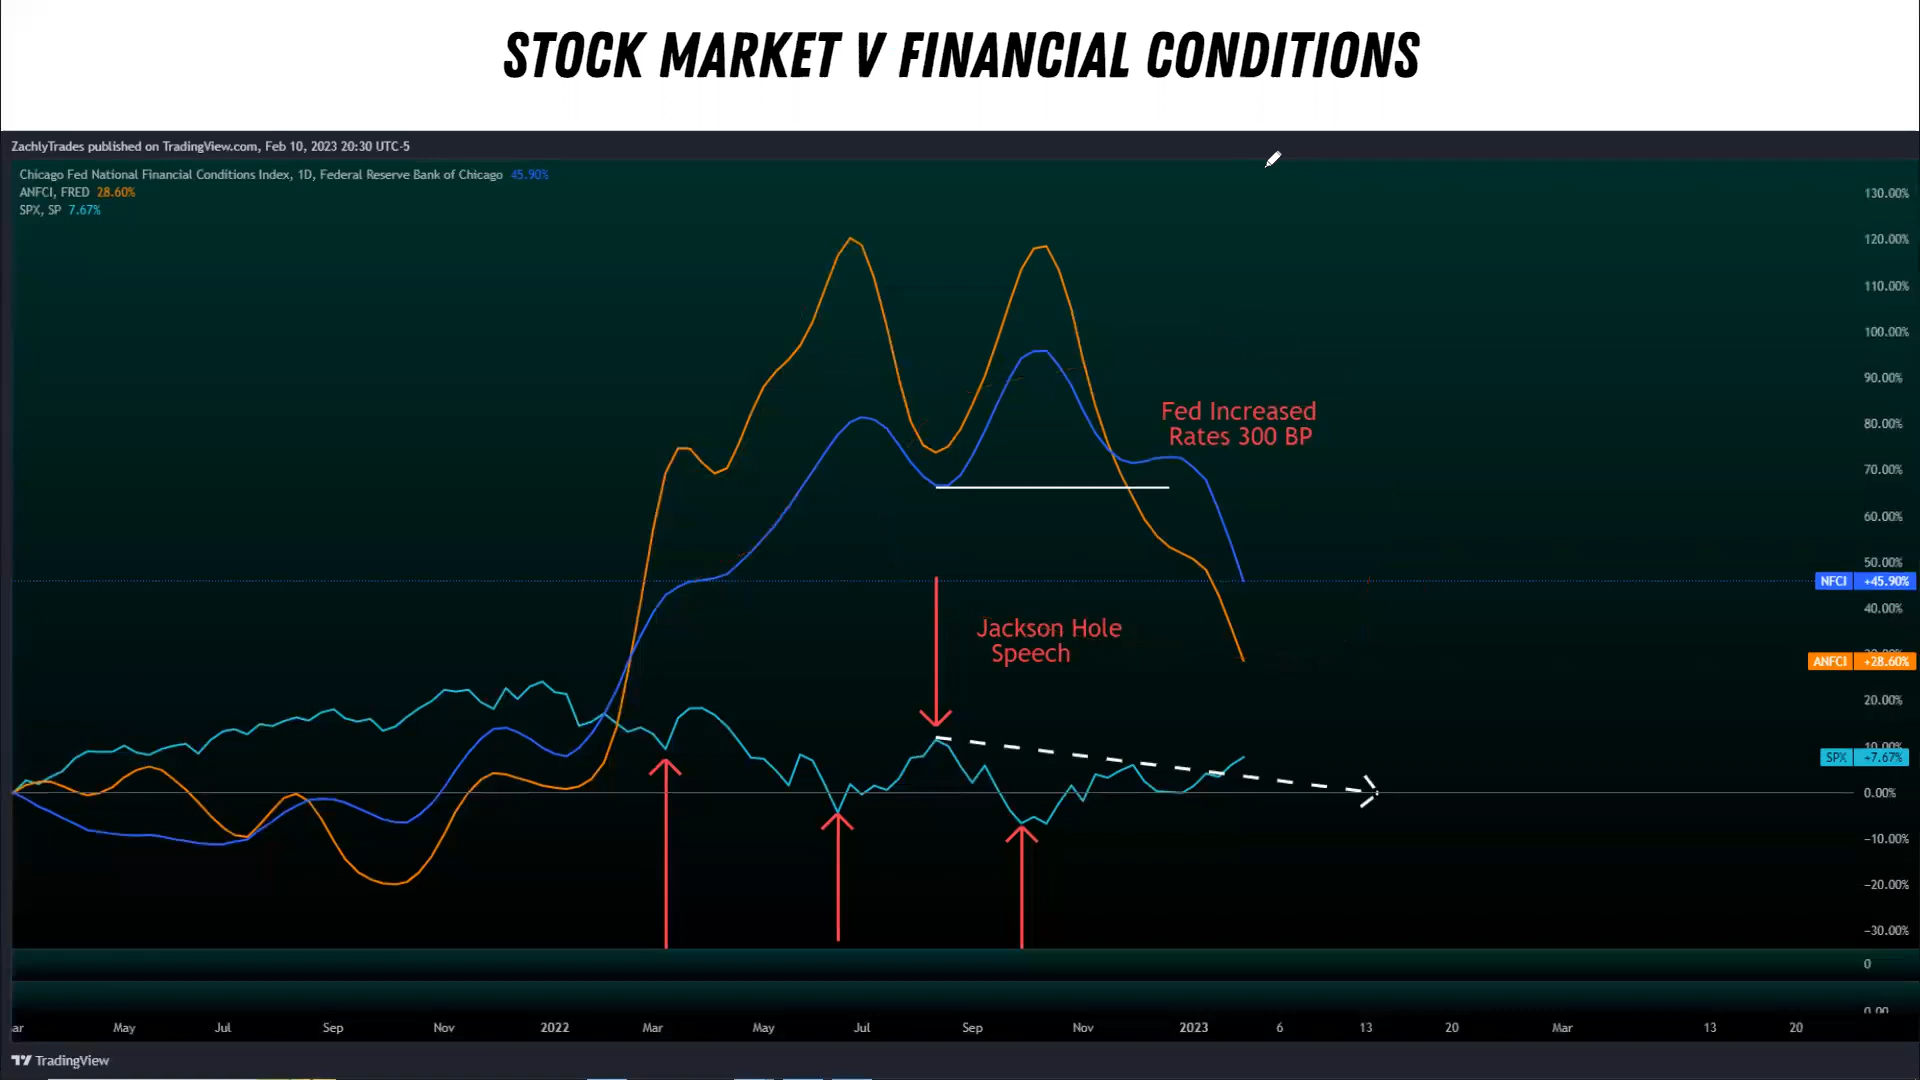 STOCK MARKET V FINANCIAL CONDITIONS
ZachlyTrades published on TradingView.com, Feb 10, 2023 20:30 UTC-5
Chicago Fed National Financial Conditions Index, 1D, Federal Reserve Bank of Chicago 45.90%
ANFCI, FRED 28.60%
SPX, SP 7.67%
130.00%
120.00%
110.00%
100.00%
90.00%
Fed Increased
Rates 300 BP
80.00%
70.00%
60.00%
50.00%
NFCI +45.90%
40.00%
Jackson Hole
Speech
ANFCI +28.60%
20.00%
10.00%
SPX +7.67%
0.00%
−10.00%
−20.00%
−30.00%
0
0.00
ar May Jul Sep Nov 2022 Mar May Jul Sep Nov 2023 6 13 20 Mar 13 20
TradingView